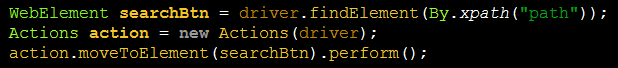 WebElement searchBtn = driver.findElement(By.xpath("path"));
Actions action = new Actions(driver);
action.moveToElement(searchBtn).perform();